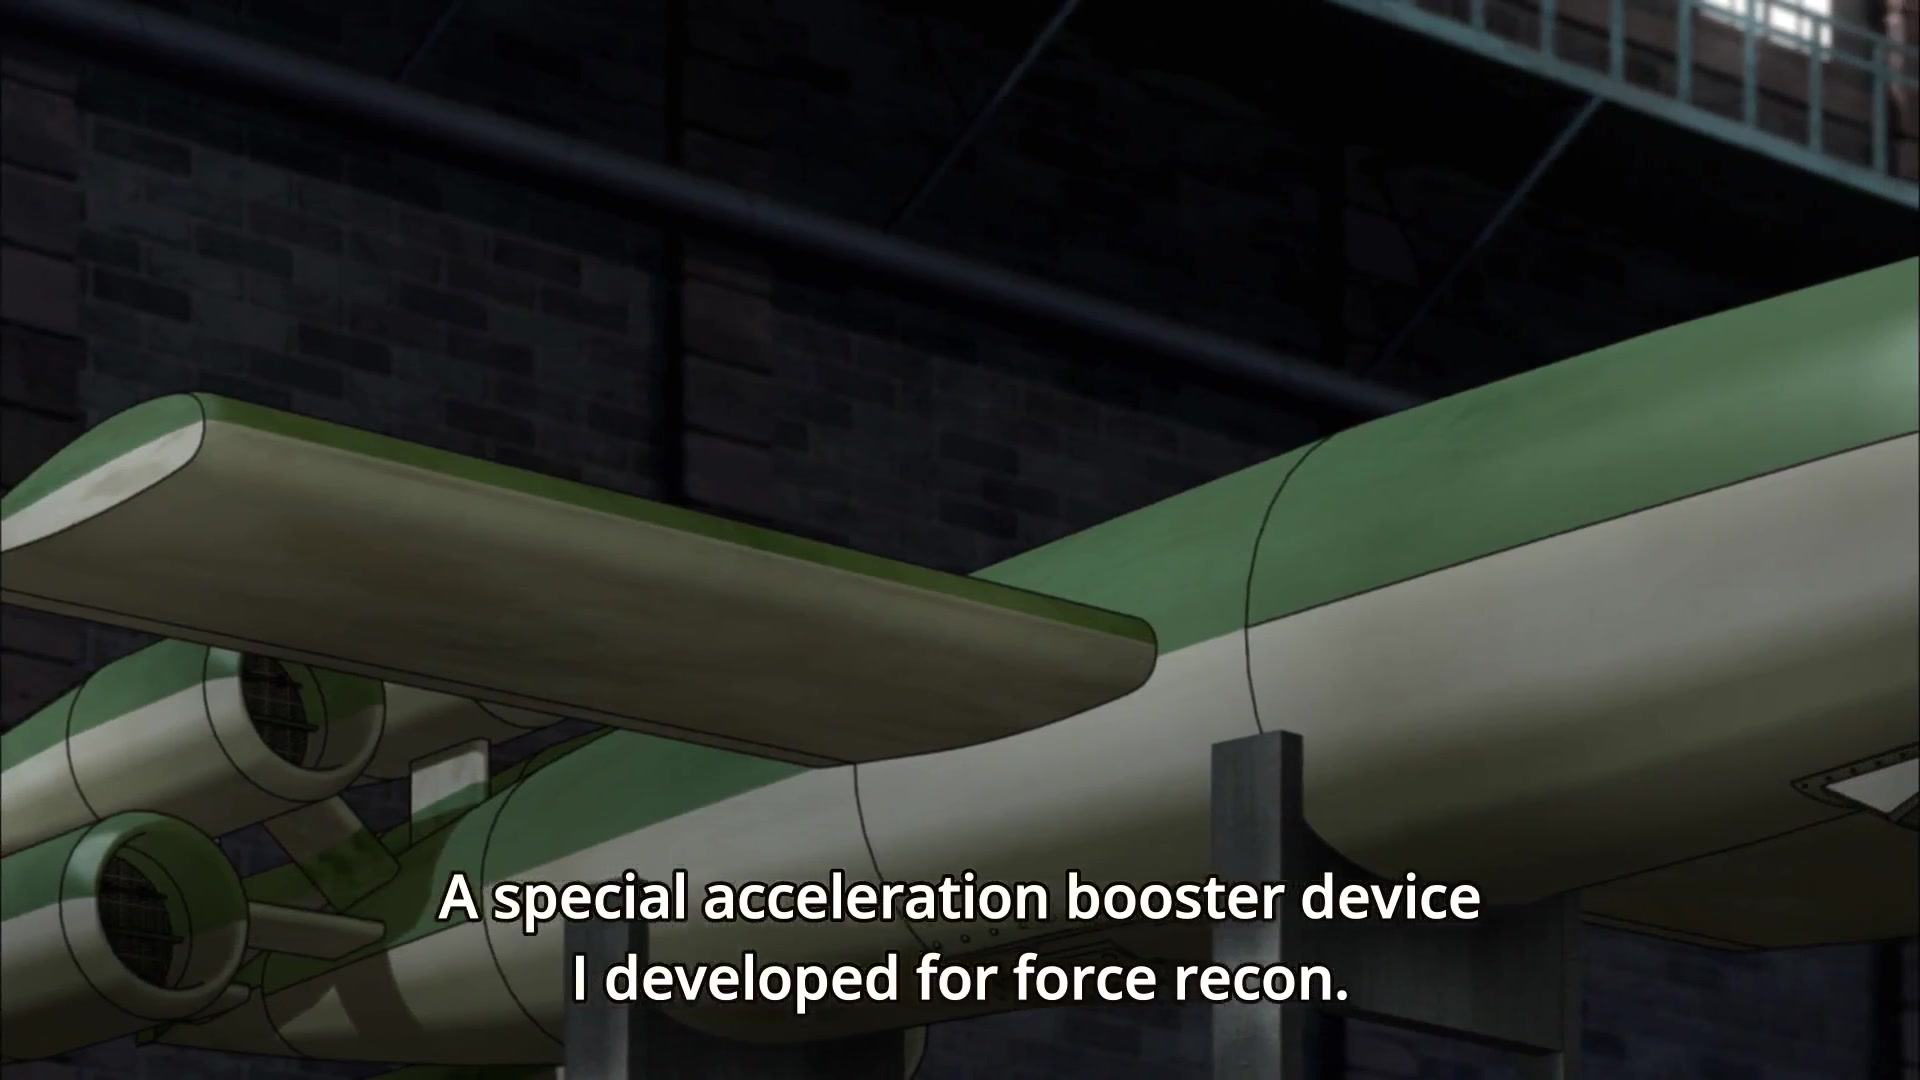 A special acceleration booster device
I developed for force recon.